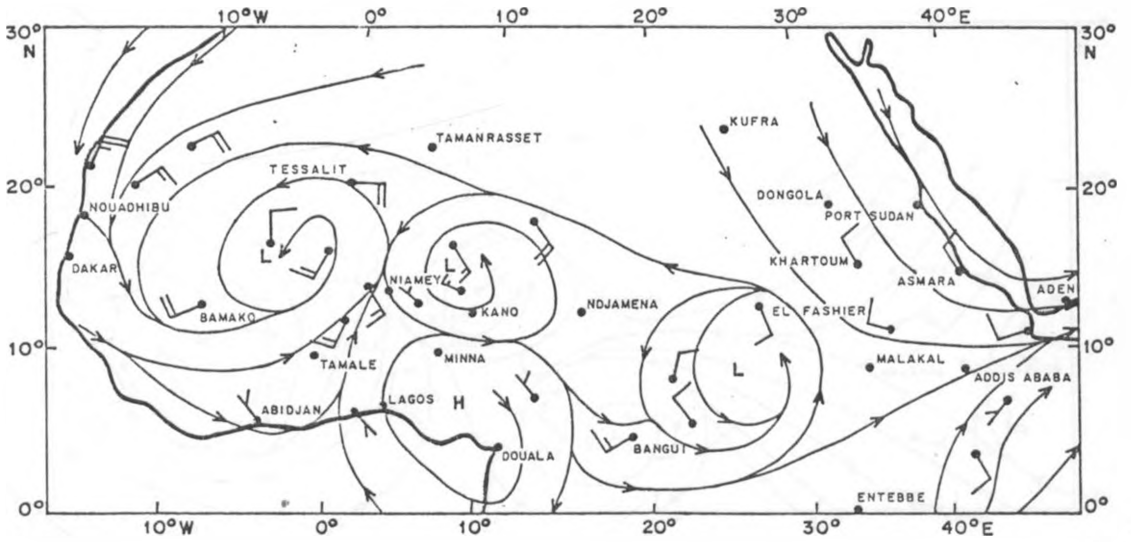 10°W 0° 10° 20° 30° 40°E
30° 30°
N N
KUFRA
TAMANRASSET
TESSALIT
20° 20°
DONGOLA
NOUADHIBU PORT SUDAN
L L KHARTOUM
DAKAR NIAMEY ASMARA
ADEN
BAMAKO KANO NDJAMENA EL FASHIER
10° 10°
TAMALE MINNA L MALAKAL
ADDIS ABABA
ABIDJAN LAGOS H
DOUALA BANGUI
ENTEBBE
0° 0°
10°W 0° 10° 20° 30° 40°E